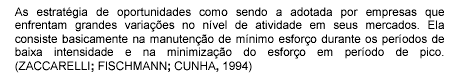 As estratégia de oportunidades como sendo a adotada por empresas que
enfrentam grandes variações no nível de atividade em seus mercados. Ela
consiste basicamente na manutenção de mínimo esforço durante os períodos de
baixa intensidade e na minimização do esforço em período de pico.
(ZACCARELLI; FISCHMANN; CUNHA, 1994)